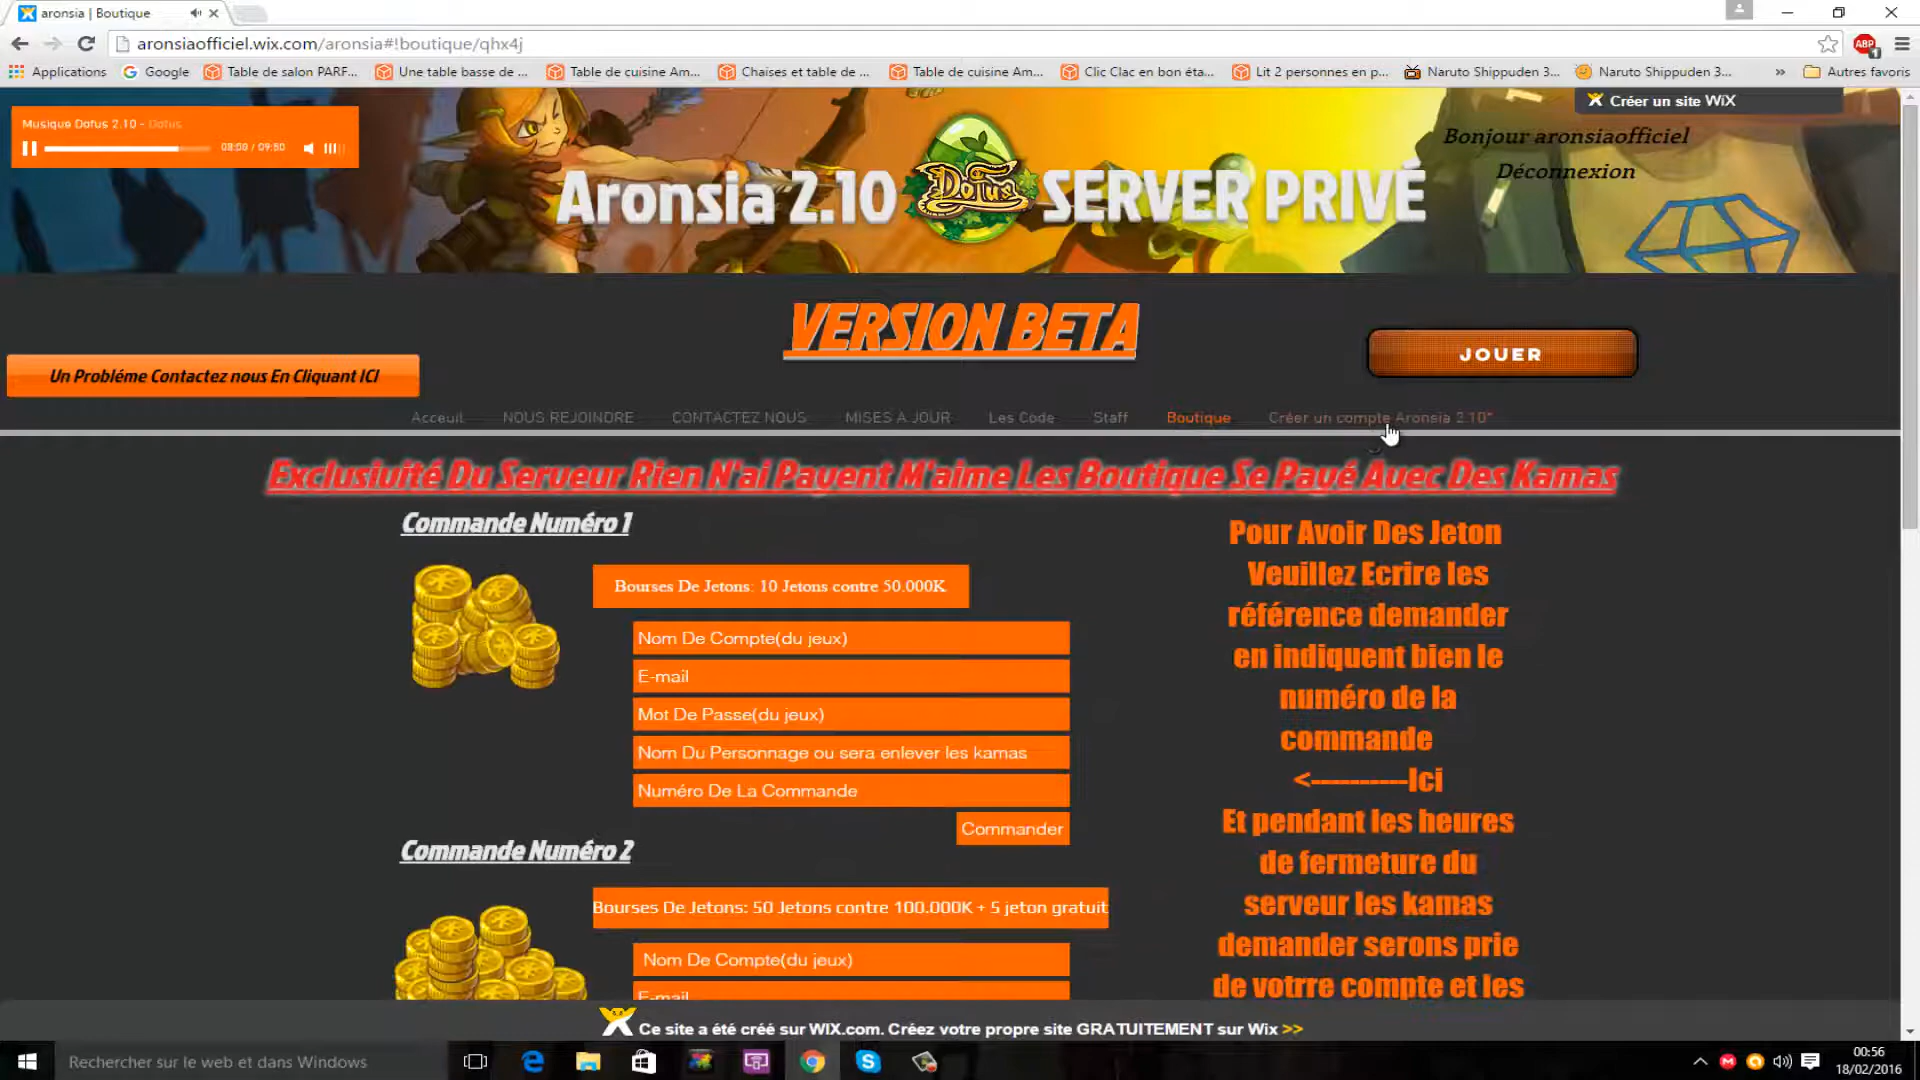 aronsia | Boutique
aronsiaofficiel.wix.com/aronsia#!boutique/qhx4j
ABP
1
Applications
Google
Table de salon PARF...
Une table basse de ...
Table de cuisine Am...
Chaises et table de ...
Table de cuisine Am...
Clic Clac en bon éta...
Lit 2 personnes en p...
Naruto Shippuden 3...
Naruto Shippuden 3...
»
Autres favoris
Musique Dofus 2.10 - Dofus
08:00 / 09:50
Créer un site WiX
Bonjour aronsiaofficiel
Déconnexion
Aronsia 2.10
DOFUS
SERVER PRIVÉ
VERSION BETA
JOUER
Un Probléme Contactez nous En Cliquant ICI
Acceuil
NOUS REJOINDRE
CONTACTEZ NOUS
MISES A JOUR
Les Code
Staff
Boutique
Créer un compte Aronsia 2.10"
Exclusivité Du Serveur Rien N'ai Payent M'aime Les Boutique Se Payé Avec Des Kamas
Commande Numéro 1
Bourses De Jetons: 10 Jetons contre 50.000K
Nom De Compte(du jeux)
E-mail
Mot De Passe(du jeux)
Nom Du Personnage ou sera enlever les kamas
Numéro De La Commande
Commander
Pour Avoir Des Jeton
Veuillez Ecrire les
référence demander
en indiquent bien le
numéro de la
commande
<----------Ici
Et pendant les heures
de fermeture du
serveur les kamas
demander serons prie
de votrre compte et les
Commande Numéro 2
Bourses De Jetons: 50 Jetons contre 100.000K + 5 jeton gratuit
Nom De Compte(du jeux)
E-mail
Ce site a été créé sur WIX.com. Créez votre propre site GRATUITEMENT sur Wix >>
Rechercher sur le web et dans Windows
00:56
18/02/2016